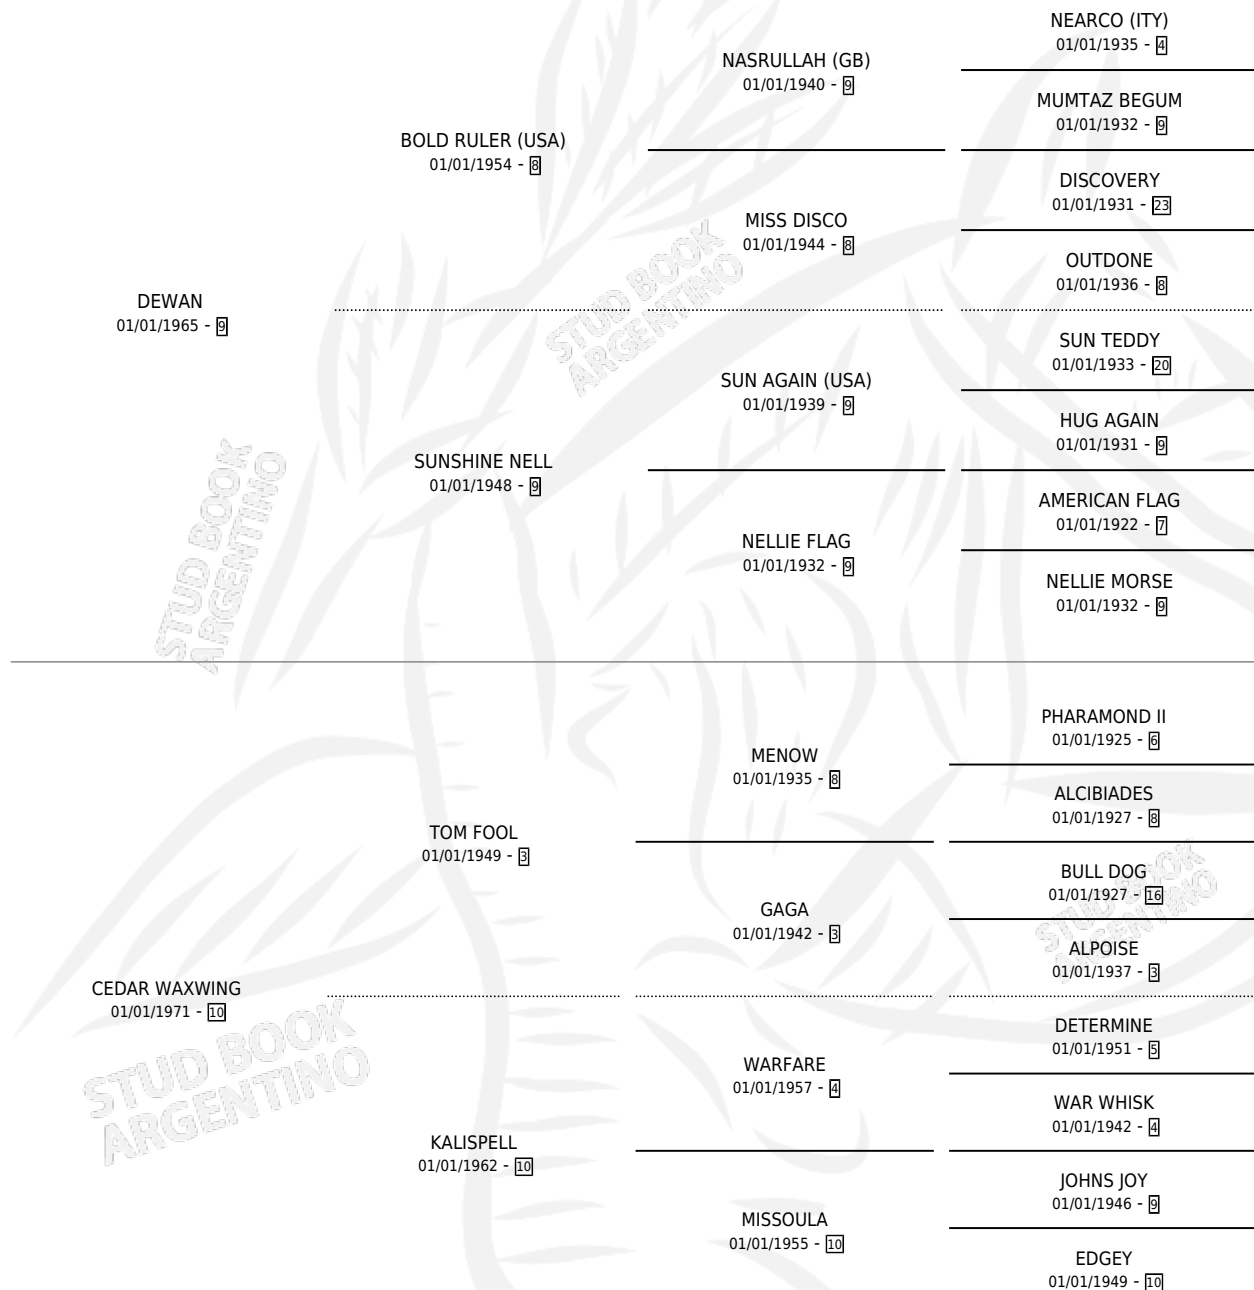 NEARCO (ITY)
01/01/1935 - 4
NASRULLAH (GB)
01/01/1940 - 9
MUMTAZ BEGUM
01/01/1932 - 9
BOLD RULER (USA)
01/01/1954 - 8
DISCOVERY
01/01/1931 - 23
MISS DISCO
01/01/1944 - 8
OUTDONE
01/01/1936 - 8
DEWAN
01/01/1965 - 9
SUN TEDDY
01/01/1933 - 20
SUN AGAIN (USA)
01/01/1939 - 9
HUG AGAIN
01/01/1931 - 9
SUNSHINE NELL
01/01/1948 - 9
AMERICAN FLAG
01/01/1922 - 7
NELLIE FLAG
01/01/1932 - 9
NELLIE MORSE
01/01/1932 - 9
PHARAMOND II
01/01/1925 - 6
MENOW
01/01/1935 - 8
ALCIBIADES
01/01/1927 - 8
TOM FOOL
01/01/1949 - 3
BULL DOG
01/01/1927 - 16
GAGA
01/01/1942 - 3
ALPOISE
01/01/1937 - 3
CEDAR WAXWING
01/01/1971 - 10
DETERMINE
01/01/1951 - 5
WARFARE
01/01/1957 - 4
WAR WHISK
01/01/1942 - 4
KALISPELL
01/01/1962 - 10
JOHNS JOY
01/01/1946 - 9
MISSOULA
01/01/1955 - 10
EDGEY
01/01/1949 - 10
STUD BOOK
ARGENTINO
STUD BOOK
ARGENTINO
STUD BOOK
ARGENTINO
STUD BOOK
ARGENTINO